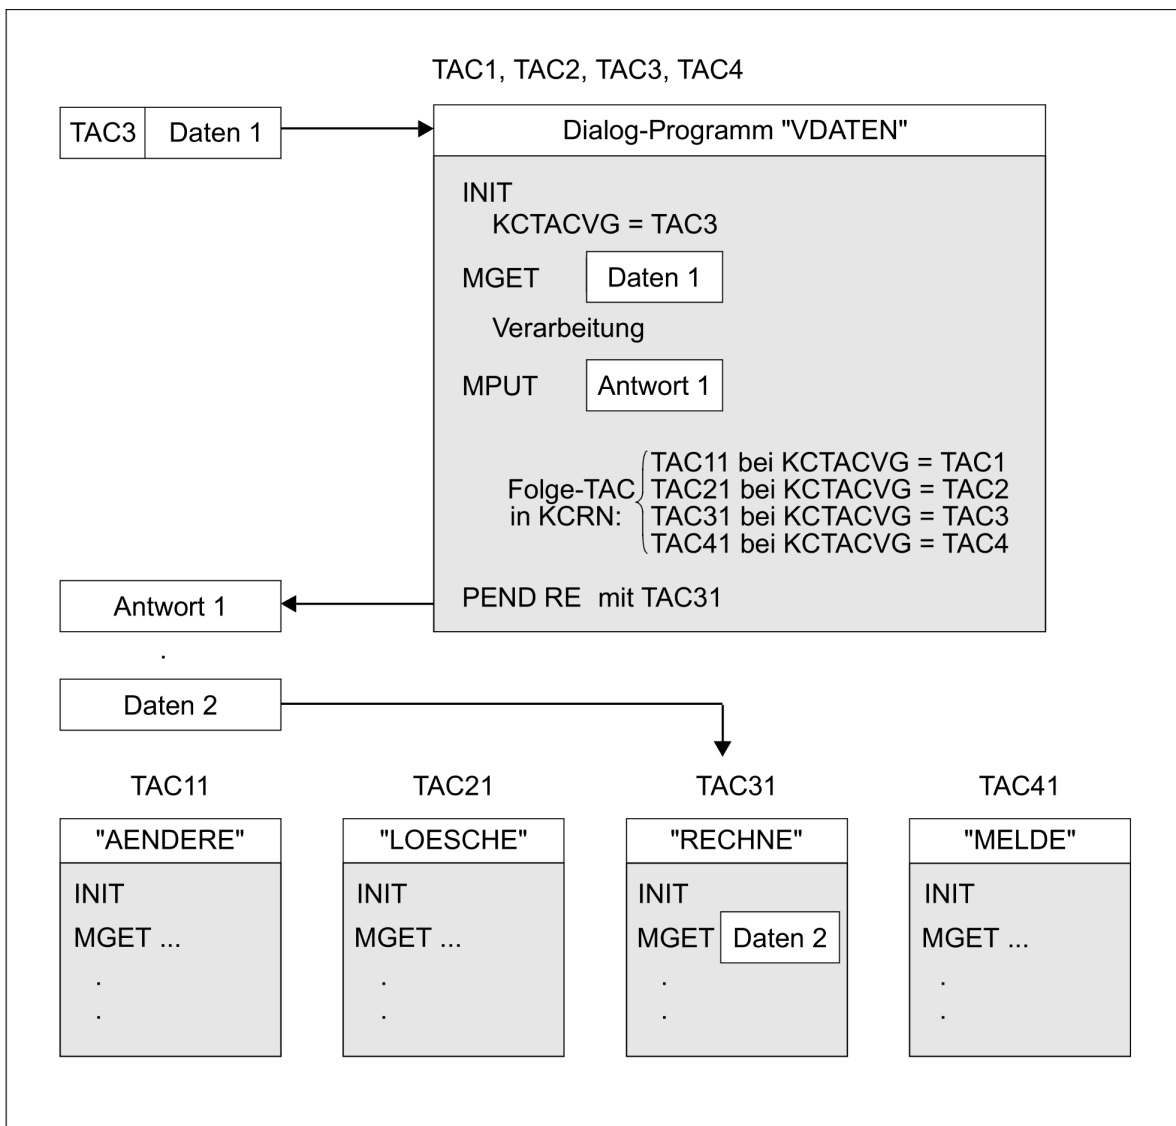 TAC1, TAC2, TAC3, TAC4
TAC3 Daten 1
Dialog-Programm "VDATEN"
INIT
KCTACVG = TAC3
MGET Daten 1
Verarbeitung
MPUT Antwort 1
Folge-TAC
in KCRN:
TAC11 bei KCTACVG = TAC1
TAC21 bei KCTACVG = TAC2
TAC31 bei KCTACVG = TAC3
TAC41 bei KCTACVG = TAC4
PEND RE mit TAC31
Antwort 1
.
Daten 2
TAC11
"AENDERE"
INIT
MGET ...
.
.
TAC21
"LOESCHE"
INIT
MGET ...
.
.
TAC31
"RECHNE"
INIT
MGET Daten 2
.
.
TAC41
"MELDE"
INIT
MGET ...
.
.